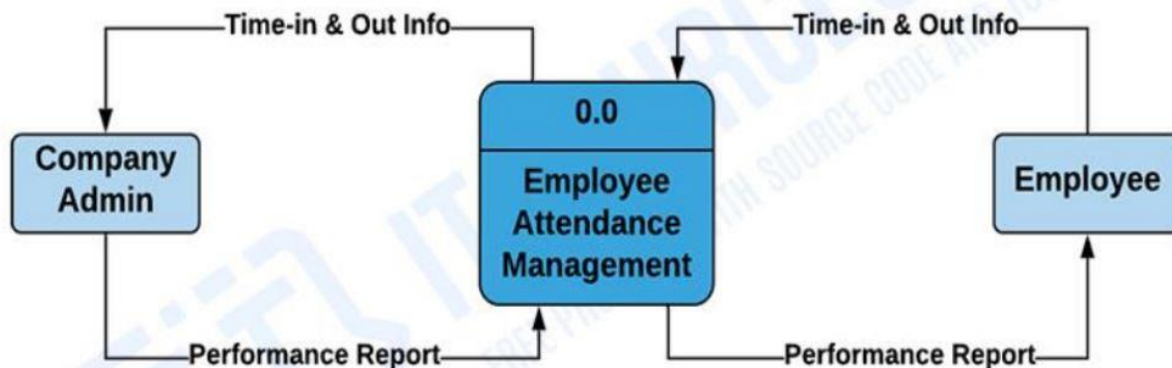 Time-in & Out Info
Time-in & Out Info
0.0
Company
Admin
Employee
Attendance
Management
Employee
Performance Report
Performance Report